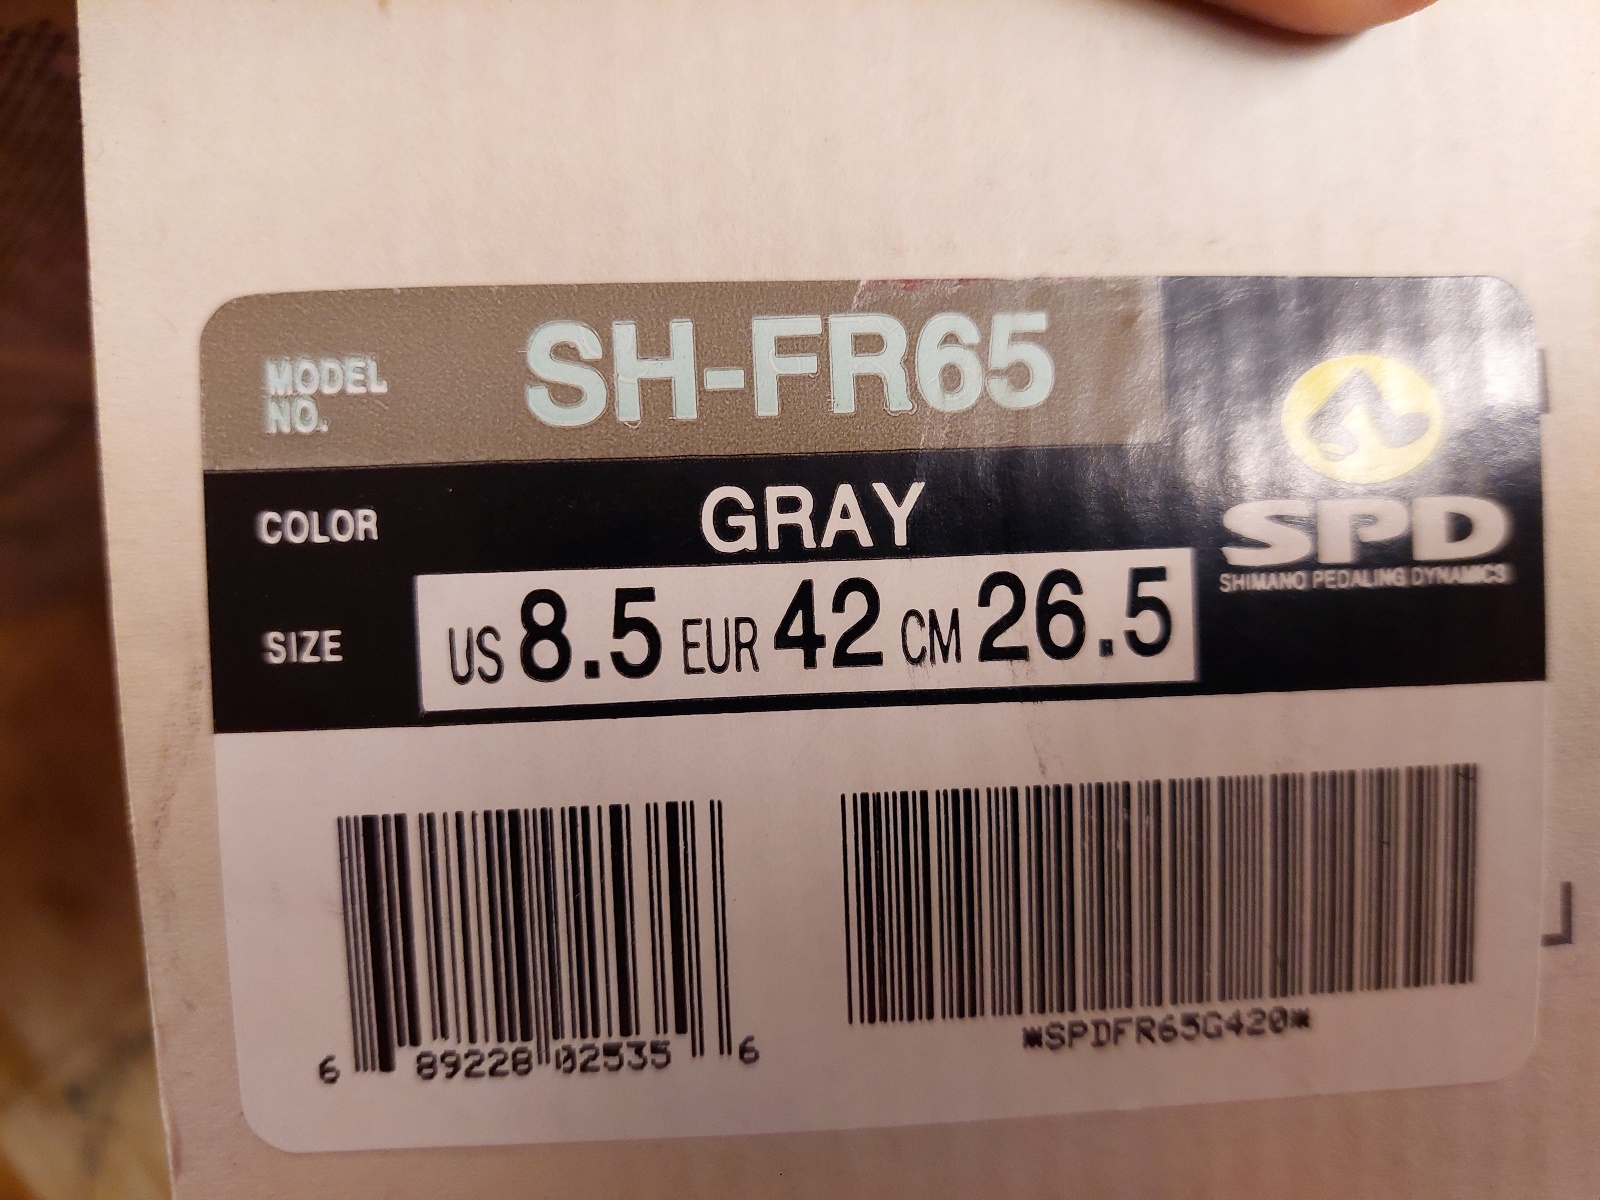 MODEL NO. SH-FR65
COLOR GRAY
SPD
SHIMANO PEDALING DYNAMICS
SIZE US 8.5 EUR 42 CM 26.5
6 89228 02535 6
*SPDFR65G420*